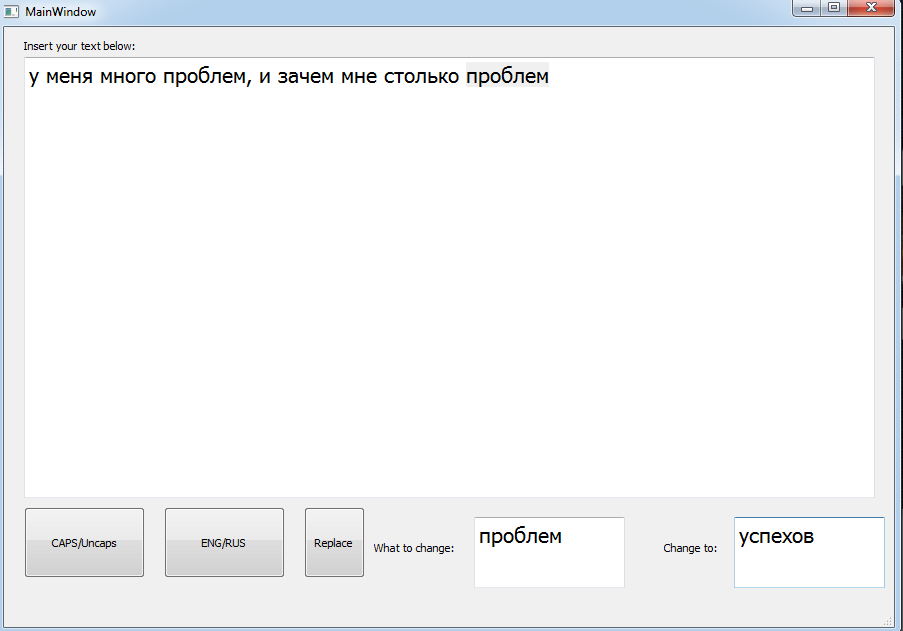 MainWindow
Insert your text below:
у меня много проблем, и зачем мне столько проблем
CAPS/Uncaps
ENG/RUS
Replace
What to change:
проблем
Change to:
успехов